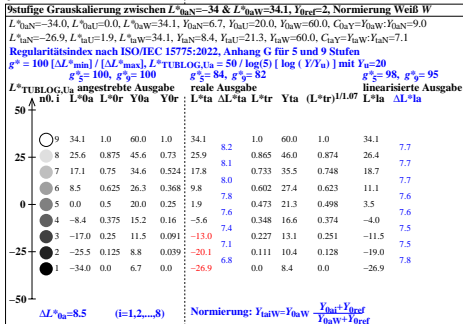 9stufige Graukalierung zwischen L*0aN=−34 & L*0aW=34.1, Y0ref=2, Normierung Weiß W
L*0aN=−34.0, L*0aU=0.0, L*0aW=34.1, Y0aN=6.7, Y0aU=20.0, Y0aW=60.0, C0aY=Y0aW:Y0aN=9.0
L*taN=−26.9, L*taU=1.9, L*taW=34.1, YtaN=8.4, YtaU=21.3, YtaW=60.0, CtaY=YtaW:YtaN=7.1
Regularitätsindex nach ISO/IEC 15775:2022, Anhang G für 5 und 9 Stufen
g* = 100 [ΔL*min] / [ΔL*max], L*TUBLOG,Ua = 50 / log(5) [ log ( Y/Yu ) ] mit Yu=20
g*5= 100, g*9= 100 g*5= 84, g*9= 82 g*5= 98, g*9= 95
L*TUBLOG,Ua angestrebte Ausgabe reale Ausgabe linearisierte Ausgabe
n0. i L*0a L*0r Y0a Y0r L*ta ΔL*ta L*tr Yta (L*tr)1/1.07 L*la ΔL*la
50
9 34.1 1.0 60.0 1.0 34.1 1.0 60.0 1.0 34.1
8.2 7.7
25 8 25.6 0.875 45.6 0.73 25.9 0.865 46.0 0.874 26.4
8.1 7.7
7 17.1 0.75 34.6 0.524 17.8 0.733 35.5 0.748 18.7
8.0 7.7
6 8.5 0.625 26.3 0.368 9.8 0.602 27.4 0.623 11.1
7.8 7.6
0 5 0.0 0.5 20.0 0.25 1.9 0.473 21.3 0.498 3.5
7.6 7.6
4 −8.4 0.375 15.2 0.16 −5.6 0.348 16.6 0.374 −4.0
7.4 7.5
3 −17.0 0.25 11.5 0.091 −13.0 0.227 13.1 0.251 −11.5
7.1 7.5
−25 2 −25.5 0.125 8.8 0.039 −20.1 0.111 10.4 0.128 −19.0
6.8 7.8
1 −34.0 0.0 6.7 0.0 −26.9 0.0 8.4 0.0 −26.9
−50
ΔL*0a=8.5 (i=1,2,...,8) Normierung: YtaiW=Y0aW (Y0ai+Y0ref)/(Y0aW+Y0ref)